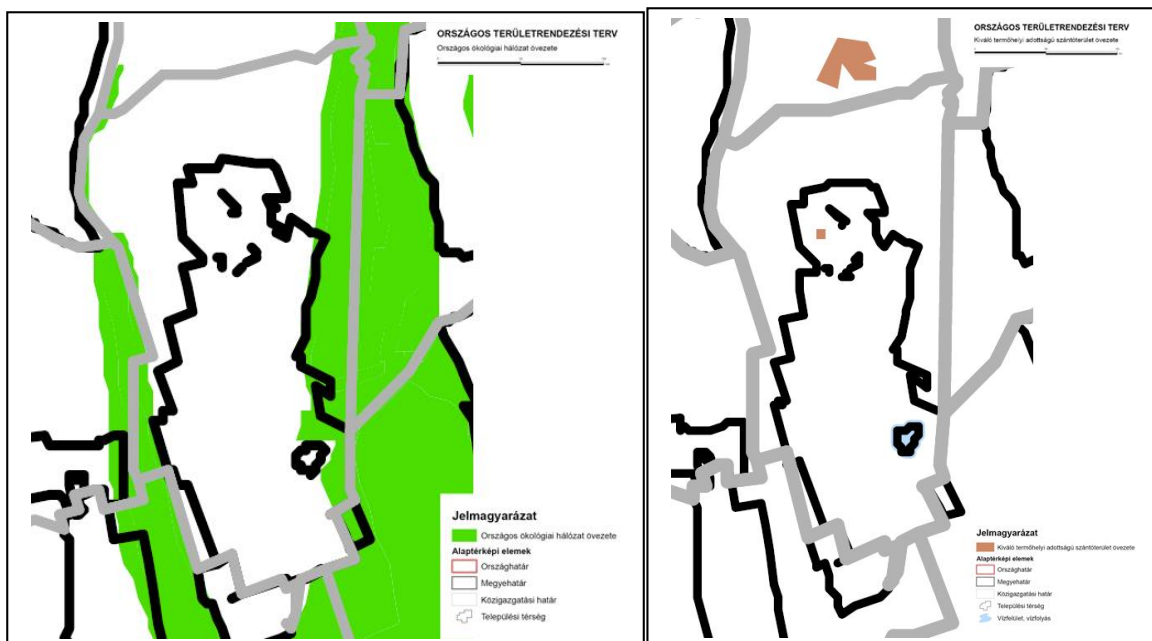 ORSZÁGOS TERÜLETRENDEZÉSI TERV
Országos ökológiai hálózat övezete
Jelmagyarázat
Országos ökológiai hálózat övezete
Alaptérképi elemek
Országhatár
Megyehatár
Közigazgatási határ
Települési térség
ORSZÁGOS TERÜLETRENDEZÉSI TERV
Kiváló termőhelyi adottságú szántóterület övezete
Jelmagyarázat
Kiváló termőhelyi adottságú szántóterület övezete
Alaptérképi elemek
Országhatár
Megyehatár
Közigazgatási határ
Települési térség
Vízfelület, vízfolyás